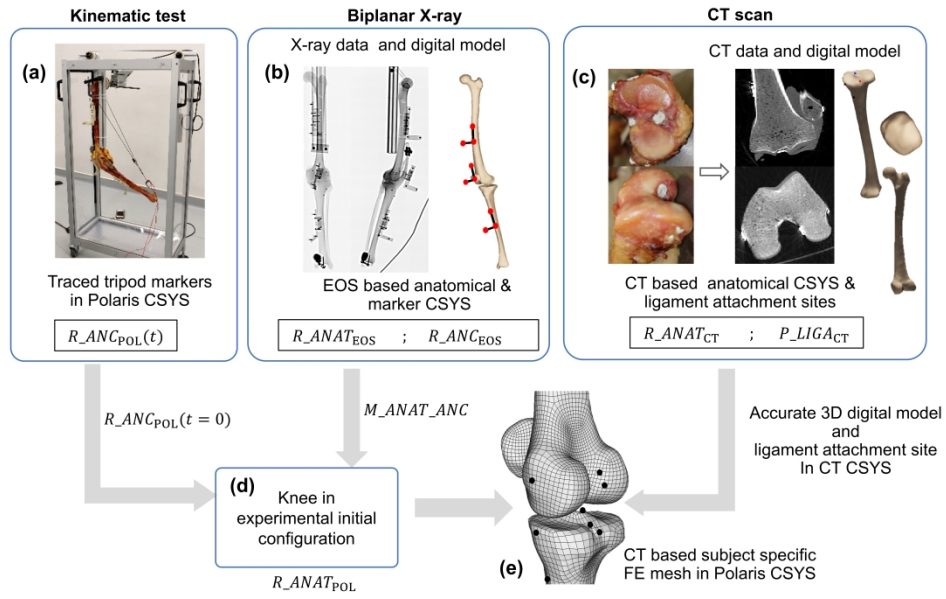 Kinematic test
Biplanar X-ray
CT scan
(a)
X-ray data and digital model
(b)
CT data and digital model
(c)
Traced tripod markers
in Polaris CSYS
R_ANC_POL(t)
EOS based anatomical &
marker CSYS
R_ANAT_EOS ; R_ANC_EOS
CT based anatomical CSYS &
ligament attachment sites
R_ANAT_CT ; P_LIGA_CT
R_ANC_POL(t = 0)
M_ANAT_ANC
Accurate 3D digital model
and
ligament attachment site
In CT CSYS
(d)
Knee in
experimental initial
configuration
R_ANAT_POL
(e)
CT based subject specific
FE mesh in Polaris CSYS